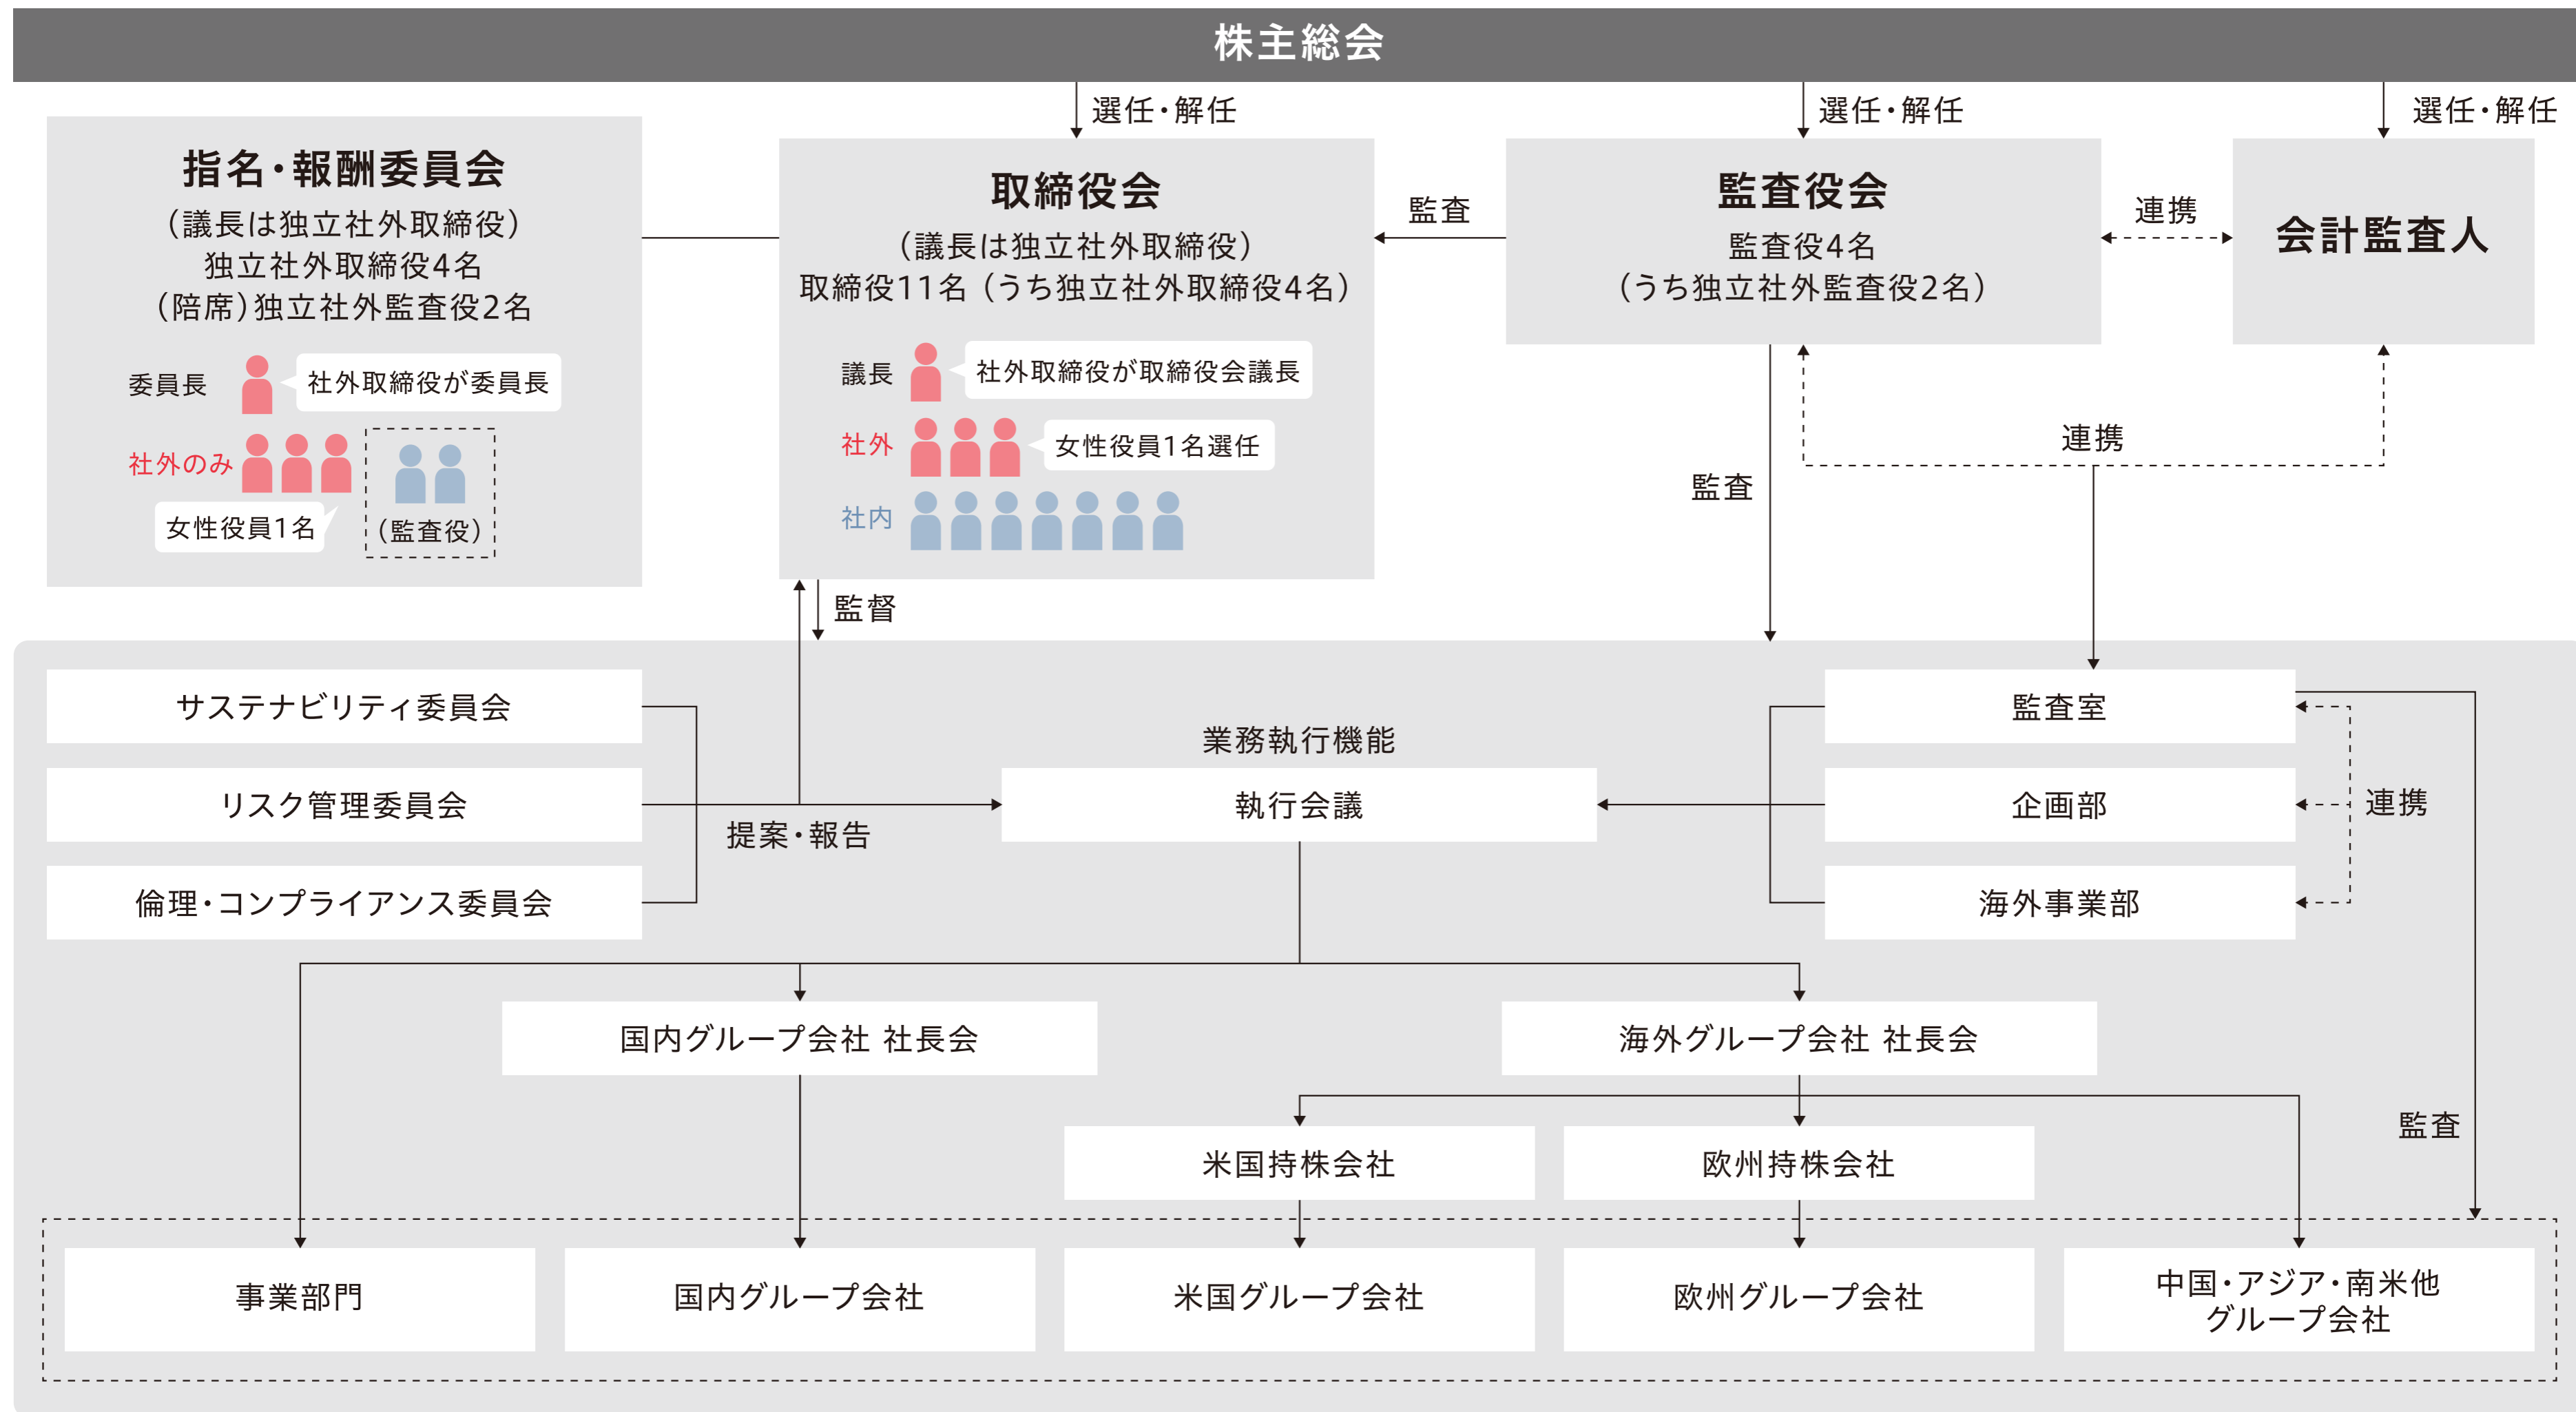 株主総会
選任・解任
選任・解任
選任・解任
指名・報酬委員会
（議長は独立社外取締役）
独立社外取締役4名
（陪席）独立社外監査役2名
委員長
社外取締役が委員長
社外のみ
女性役員1名
（監査役）
取締役会
（議長は独立社外取締役）
取締役11名（うち独立社外取締役4名）
議長
社外取締役が取締役会議長
社外
女性役員1名選任
社内
監査
監査役会
監査役4名
（うち独立社外監査役2名）
連携
会計監査人
連携
監査
監督
サステナビリティ委員会
リスク管理委員会
倫理・コンプライアンス委員会
提案・報告
業務執行機能
執行会議
監査室
企画部
海外事業部
連携
国内グループ会社 社長会
海外グループ会社 社長会
監査
米国持株会社
欧州持株会社
事業部門
国内グループ会社
米国グループ会社
欧州グループ会社
中国・アジア・南米他
グループ会社